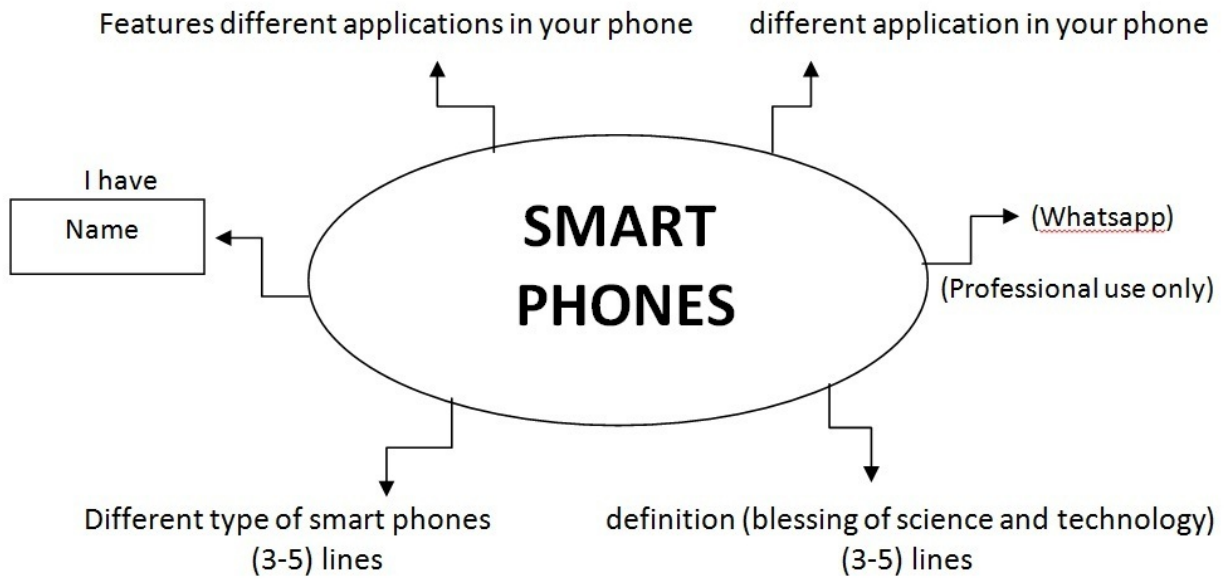 Features different applications in your phone
different application in your phone
I have
Name
SMART
PHONES
(Whatsapp)
(Professional use only)
Different type of smart phones
(3-5) lines
definition (blessing of science and technology)
(3-5) lines